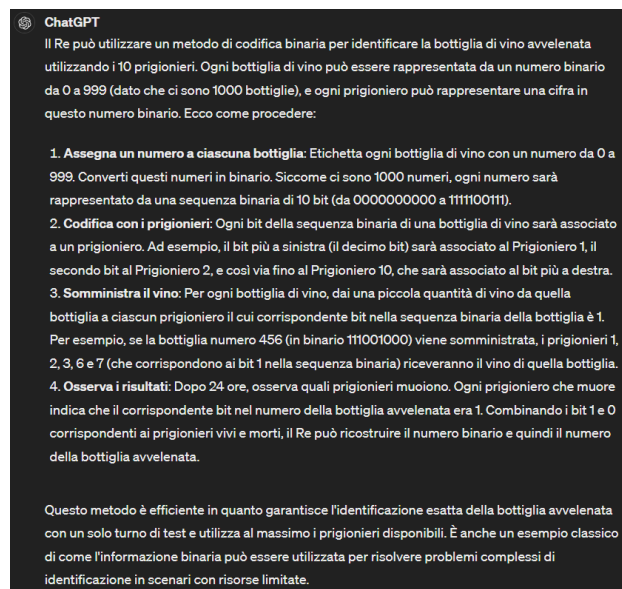 ChatGPT
Il Re può utilizzare un metodo di codifica binaria per identificare la bottiglia di vino avvelenata
utilizzando i 10 prigionieri. Ogni bottiglia di vino può essere rappresentata da un numero binario
da 0 a 999 (dato che ci sono 1000 bottiglie), e ogni prigioniero può rappresentare una cifra in
questo numero binario. Ecco come procedere:
1. Assegna un numero a ciascuna bottiglia: Etichetta ogni bottiglia di vino con un numero da 0 a
999. Converti questi numeri in binario. Siccome ci sono 1000 numeri, ogni numero sarà
rappresentato da una sequenza binaria di 10 bit (da 0000000000 a 1111100111).
2. Codifica con i prigionieri: Ogni bit della sequenza binaria di una bottiglia di vino sarà associato
a un prigioniero. Ad esempio, il bit più a sinistra (il decimo bit) sarà associato al Prigioniero 1, il
secondo bit al Prigioniero 2, e così via fino al Prigioniero 10, che sarà associato al bit più a destra.
3. Somministra il vino: Per ogni bottiglia di vino, dai una piccola quantità di vino da quella
bottiglia a ciascun prigioniero il cui corrispondente bit nella sequenza binaria della bottiglia è 1.
Per esempio, se la bottiglia numero 456 (in binario 111001000) viene somministrata, i prigionieri 1,
2, 3, 6 e 7 (che corrispondono ai bit 1 nella sequenza binaria) riceveranno il vino di quella bottiglia.
4. Osserva i risultati: Dopo 24 ore, osserva quali prigionieri muoiono. Ogni prigioniero che muore
indica che il corrispondente bit nel numero della bottiglia avvelenata era 1. Combinando i bit 1 e 0
corrispondenti ai prigionieri vivi e morti, il Re può ricostruire il numero binario e quindi il numero
della bottiglia avvelenata.
Questo metodo è efficiente in quanto garantisce l'identificazione esatta della bottiglia avvelenata
con un solo turno di test e utilizza al massimo i prigionieri disponibili. È anche un esempio classico
di come l'informazione binaria può essere utilizzata per risolvere problemi complessi di
identificazione in scenari con risorse limitate.